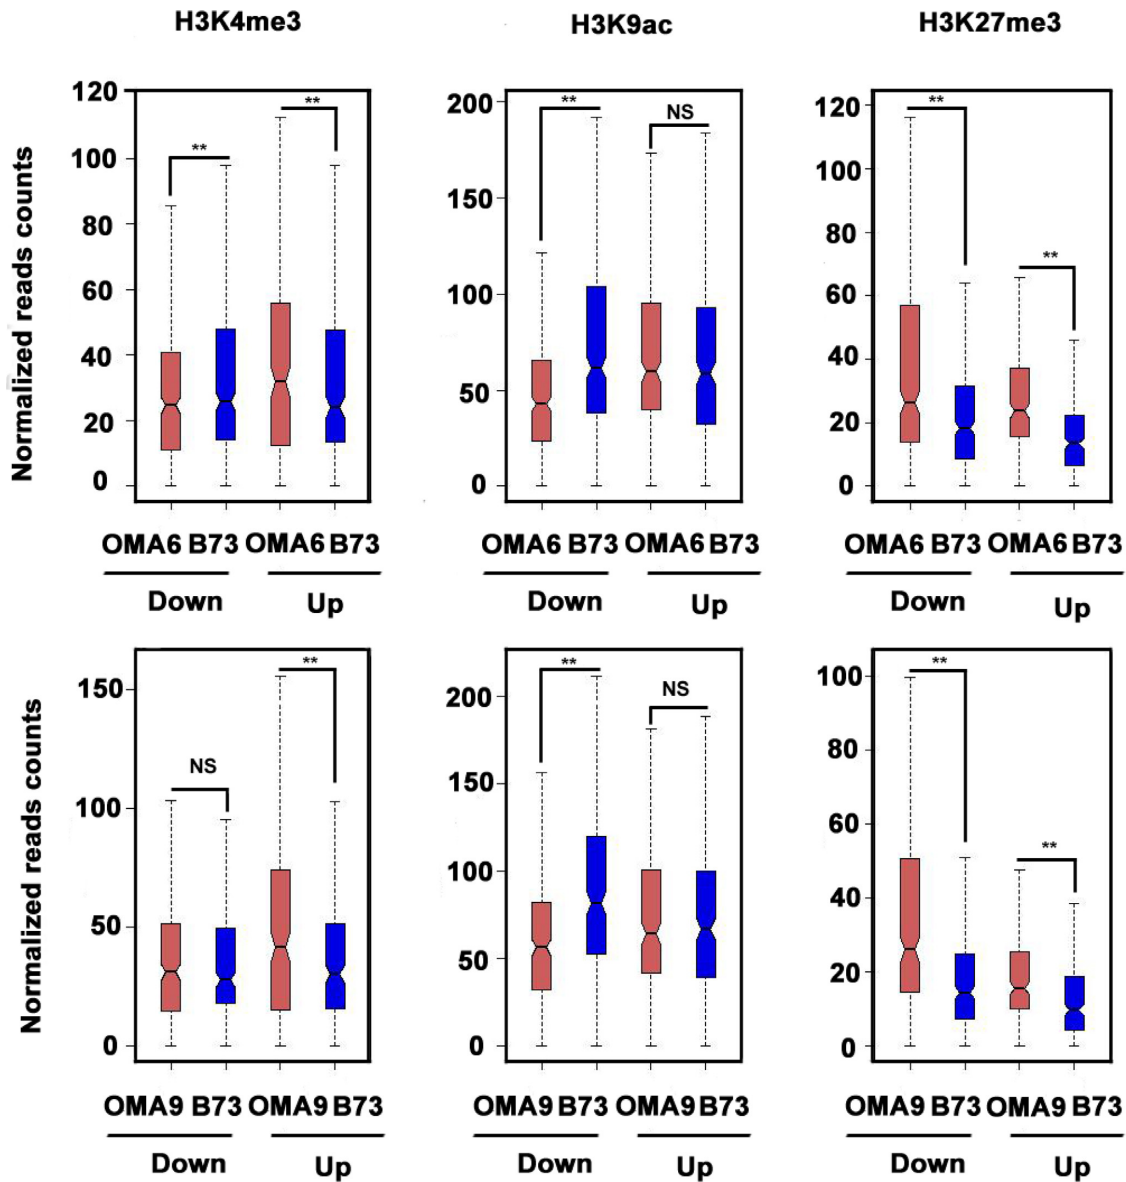 H3K4me3 H3K9ac H3K27me3
Normalized reads counts
120
100
80
60
40
20
0
** **
OMA6 B73 OMA6 B73
Down Up
200
150
100
50
0
** NS
OMA6 B73 OMA6 B73
Down Up
120
100
80
60
40
20
0
** **
OMA6 B73 OMA6 B73
Down Up
Normalized reads counts
150
100
50
0
NS **
OMA9 B73 OMA9 B73
Down Up
200
150
100
50
0
** NS
OMA9 B73 OMA9 B73
Down Up
100
80
60
40
20
0
** **
OMA9 B73 OMA9 B73
Down Up